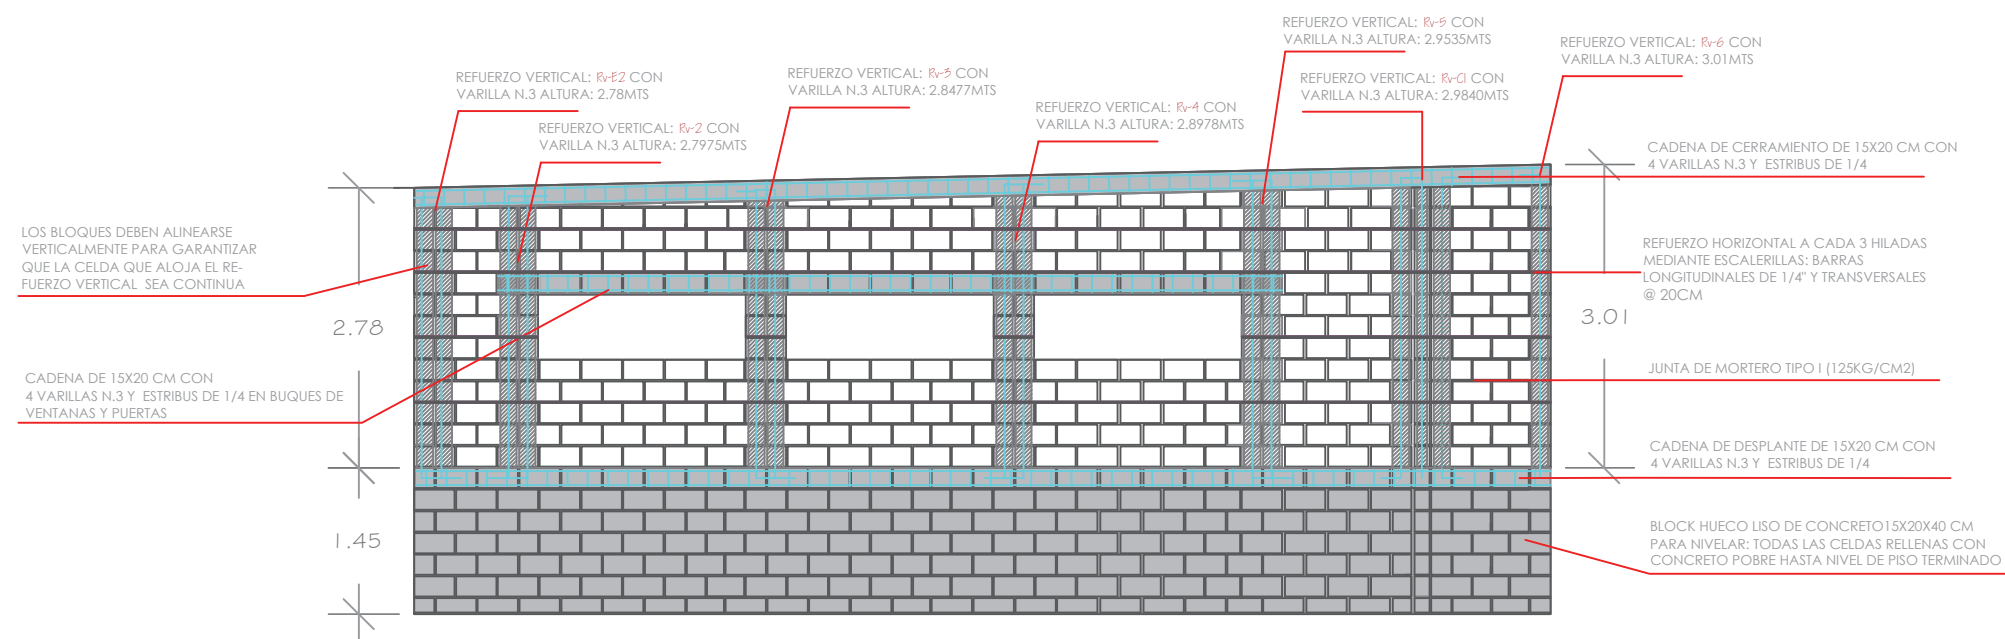 REFUERZO VERTICAL: Rv-5 CON
VARILLA N.3 ALTURA: 2.9535MTS
REFUERZO VERTICAL: Rv-6 CON
VARILLA N.3 ALTURA: 3.01MTS
REFUERZO VERTICAL: Rv-E2 CON
VARILLA N.3 ALTURA: 2.78MTS
REFUERZO VERTICAL: Rv-3 CON
VARILLA N.3 ALTURA: 2.8477MTS
REFUERZO VERTICAL: Rv-C1 CON
VARILLA N.3 ALTURA: 2.9840MTS
REFUERZO VERTICAL: Rv-4 CON
VARILLA N.3 ALTURA: 2.8978MTS
REFUERZO VERTICAL: Rv-2 CON
VARILLA N.3 ALTURA: 2.7975MTS
CADENA DE CERRAMIENTO DE 15X20 CM CON
4 VARILLAS N.3 Y ESTRIBUS DE 1/4
LOS BLOQUES DEBEN ALINEARSE
VERTICALMENTE PARA GARANTIZAR
QUE LA CELDA QUE ALOJA EL RE-
FUERZO VERTICAL SEA CONTINUA
REFUERZO HORIZONTAL A CADA 3 HILADAS
MEDIANTE ESCALERILLAS: BARRAS
LONGITUDINALES DE 1/4" Y TRANSVERSALES
@ 20CM
2.78
3.01
CADENA DE 15X20 CM CON
4 VARILLAS N.3 Y ESTRIBUS DE 1/4 EN BUQUES DE
VENTANAS Y PUERTAS
JUNTA DE MORTERO TIPO I (125KG/CM2)
CADENA DE DESPLANTE DE 15X20 CM CON
4 VARILLAS N.3 Y ESTRIBUS DE 1/4
1.45
BLOCK HUECO LISO DE CONCRETO15X20X40 CM
PARA NIVELAR: TODAS LAS CELDAS RELLENAS CON
CONCRETO POBRE HASTA NIVEL DE PISO TERMINADO